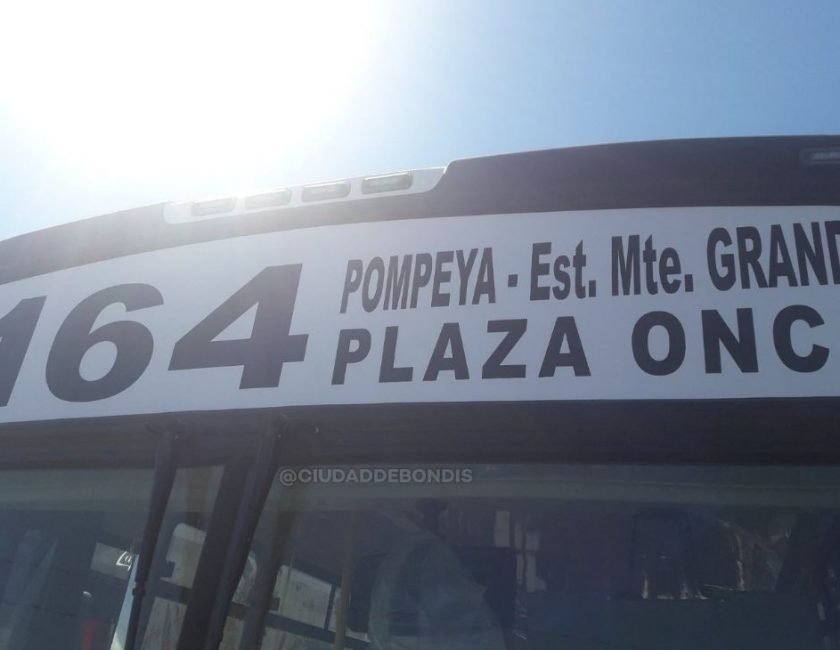 164
POMPEYA - Est. Mte. GRAND
PLAZA ONC
@CIUDADDEBONDIS